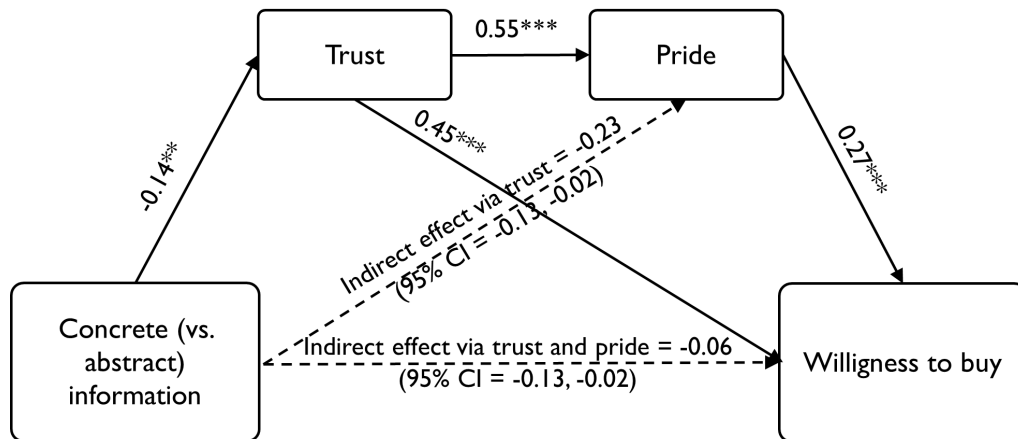 Trust
0.55***
Pride
-0.14**
0.45***
0.27***
Indirect effect via trust = -0.23
(95% CI = -0.13, -0.02)
Concrete (vs.
abstract)
information
Indirect effect via trust and pride = -0.06
(95% CI = -0.13, -0.02)
Willigness to buy